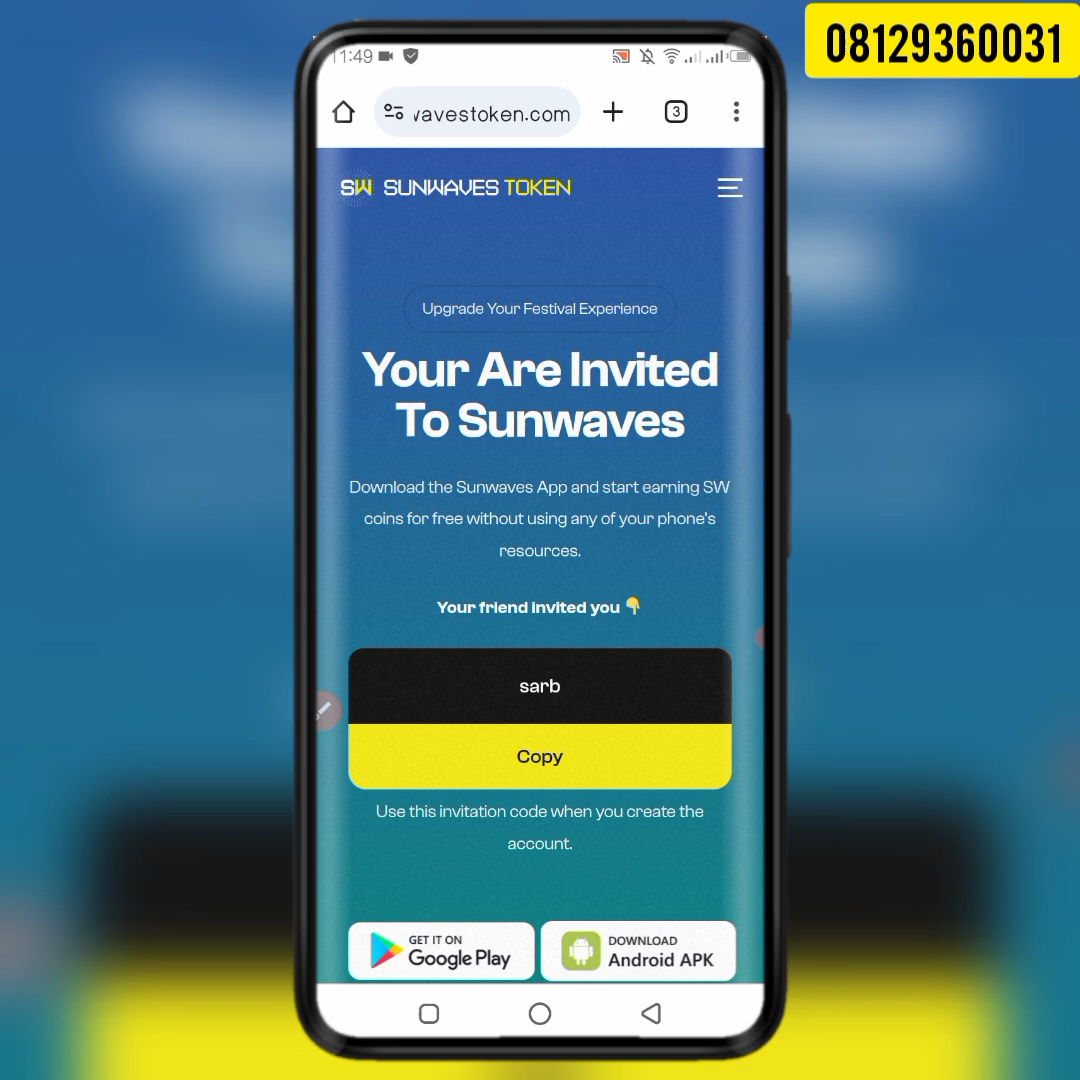 08129360031
11:49
wavestoken.com
3
SW SUNWAVES TOKEN
Upgrade Your Festival Experience
Your Are Invited
To Sunwaves
Download the Sunwaves App and start earning SW
coins for free without using any of your phone's
resources.
Your friend invited you
sarb
Copy
Use this invitation code when you create the
account.
GET IT ON
Google Play
DOWNLOAD
Android APK